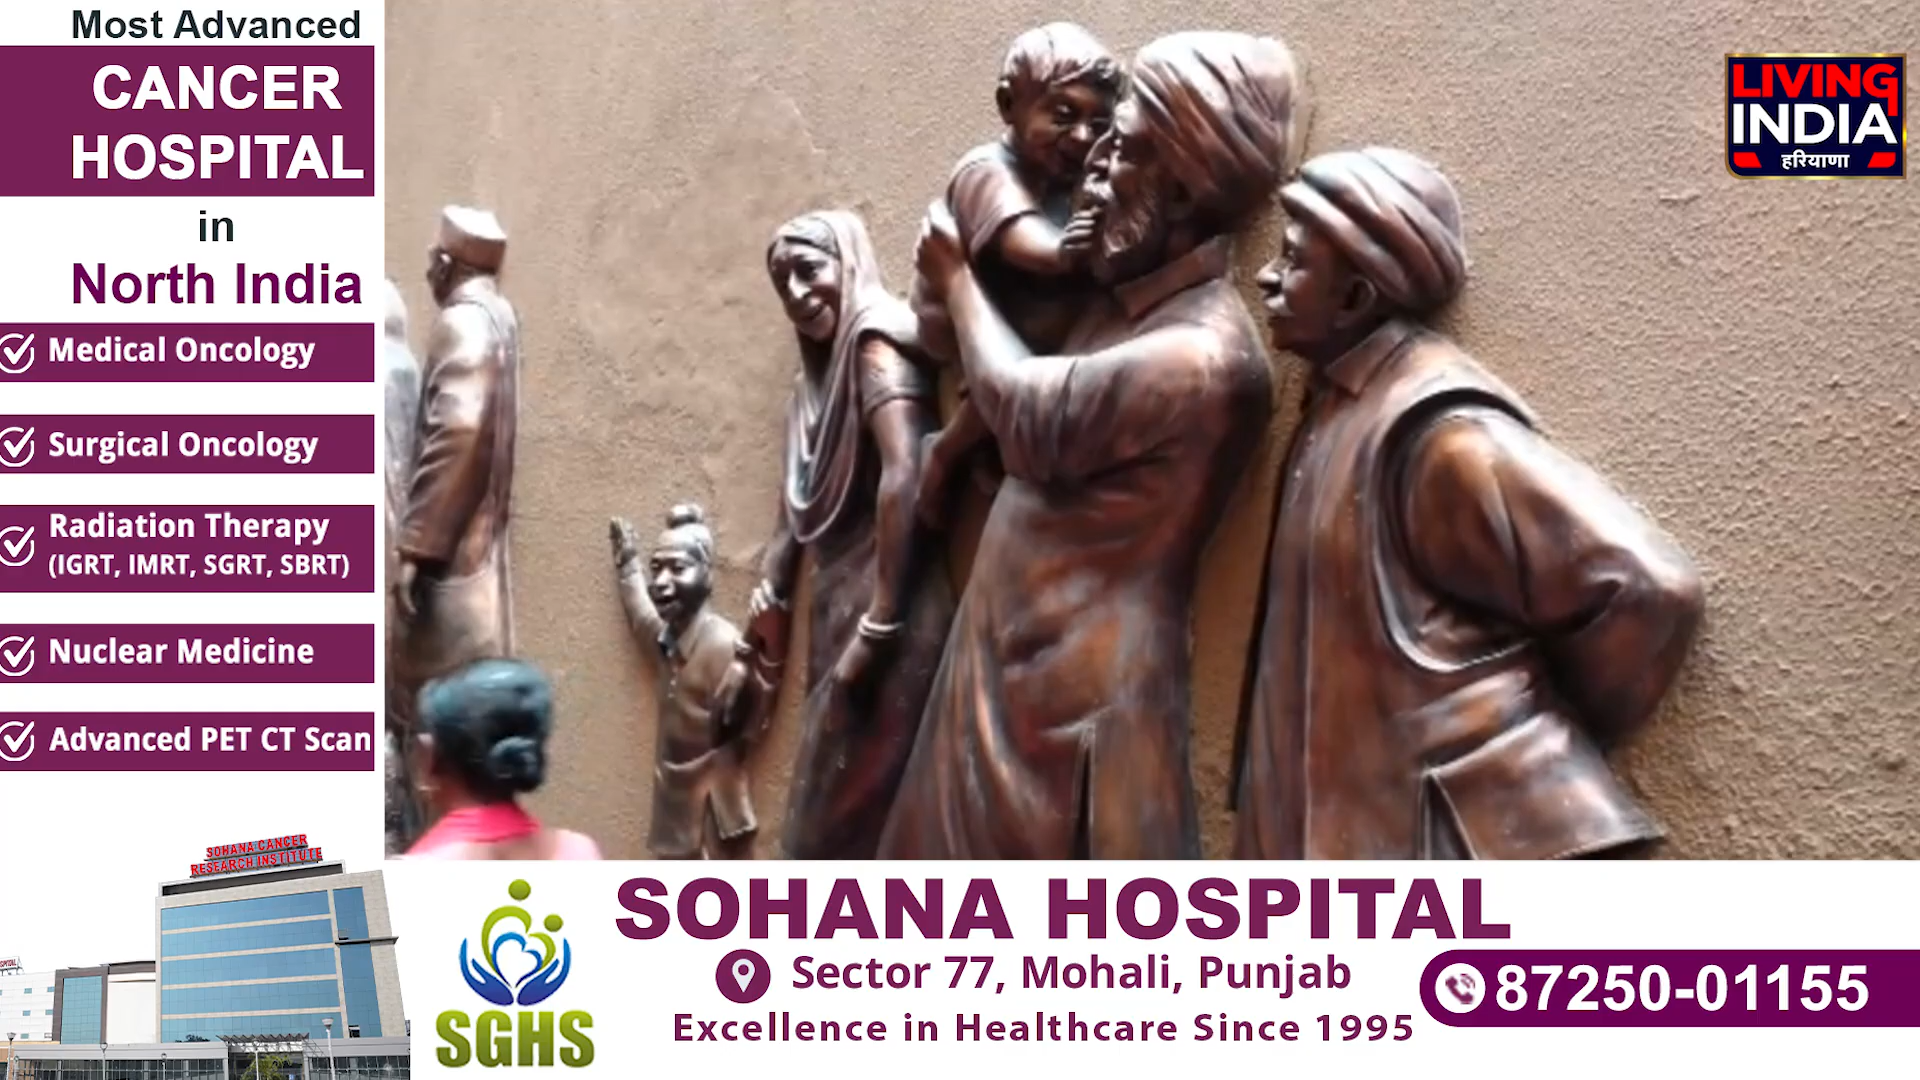 Most Advanced
CANCER
HOSPITAL
in
North India
Medical Oncology
Surgical Oncology
Radiation Therapy
(IGRT, IMRT, SGRT, SBRT)
Nuclear Medicine
Advanced PET CT Scan
SOHANA CANCER
RESEARCH INSTITUTE
LIVING
INDIA
हरियाणा
SGHS
SOHANA HOSPITAL
Sector 77, Mohali, Punjab
Excellence in Healthcare Since 1995
87250-01155